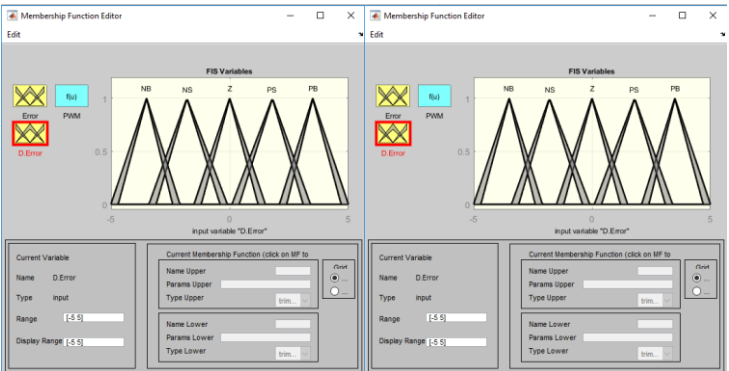 Membership Function Editor
Edit
FIS Variables
f(u)
Error
PWM
D.Error
NB NS Z PS PB
1
0.5
0
-5 0 5
input variable "D.Error"
Current Variable
Name D.Error
Type input
Range [-5 5]
Display Range [-5 5]
Current Membership Function (click on MF to
Name Upper
Params Upper
Type Upper trim...
Name Lower
Params Lower
Type Lower trim...
Grid
...
...
Membership Function Editor
Edit
FIS Variables
f(u)
Error
PWM
D.Error
NB NS Z PS PB
1
0.5
0
-5 0 5
input variable "D.Error"
Current Variable
Name D.Error
Type input
Range [-5 5]
Display Range [-5 5]
Current Membership Function (click on MF to
Name Upper
Params Upper
Type Upper trim...
Name Lower
Params Lower
Type Lower trim...
Grid
...
...